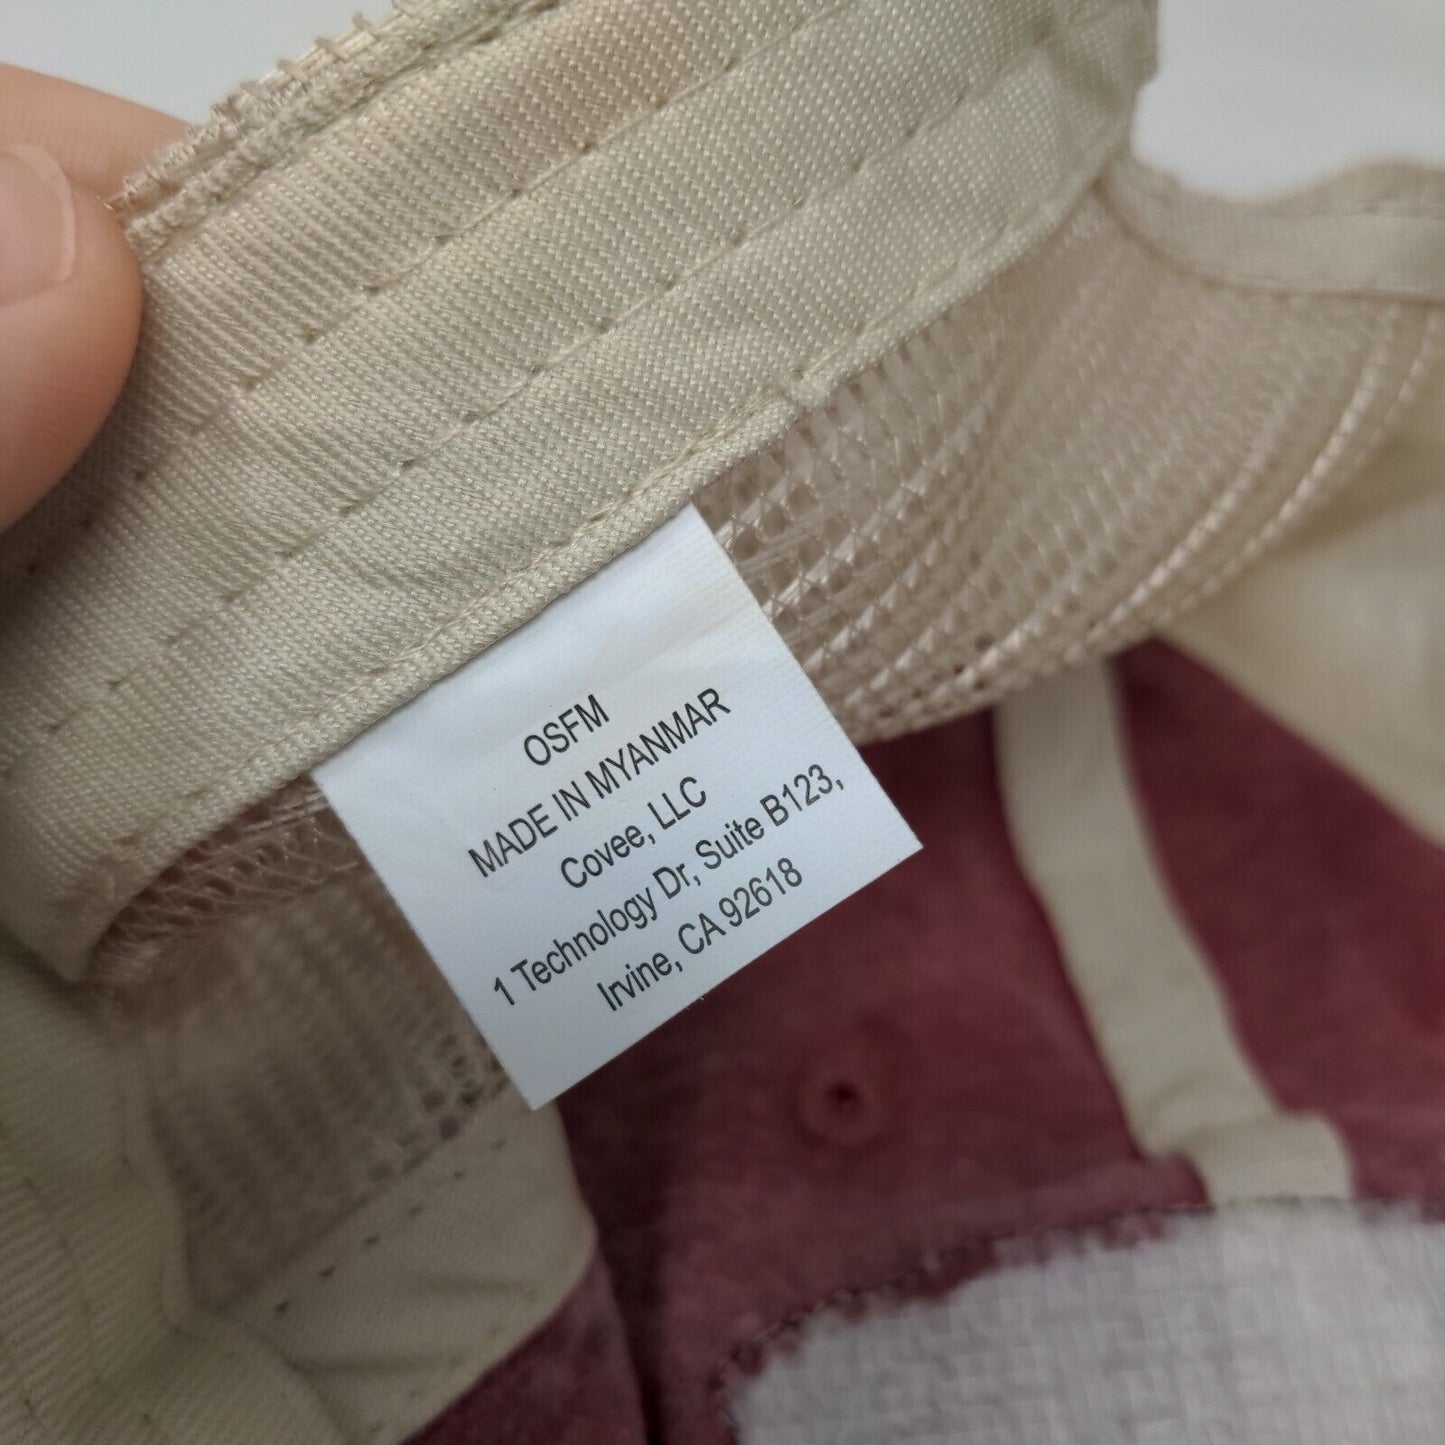 OSFM
MADE IN MYANMAR
Covee, LLC
1 Technology Dr, Suite B123,
Irvine, CA 92618